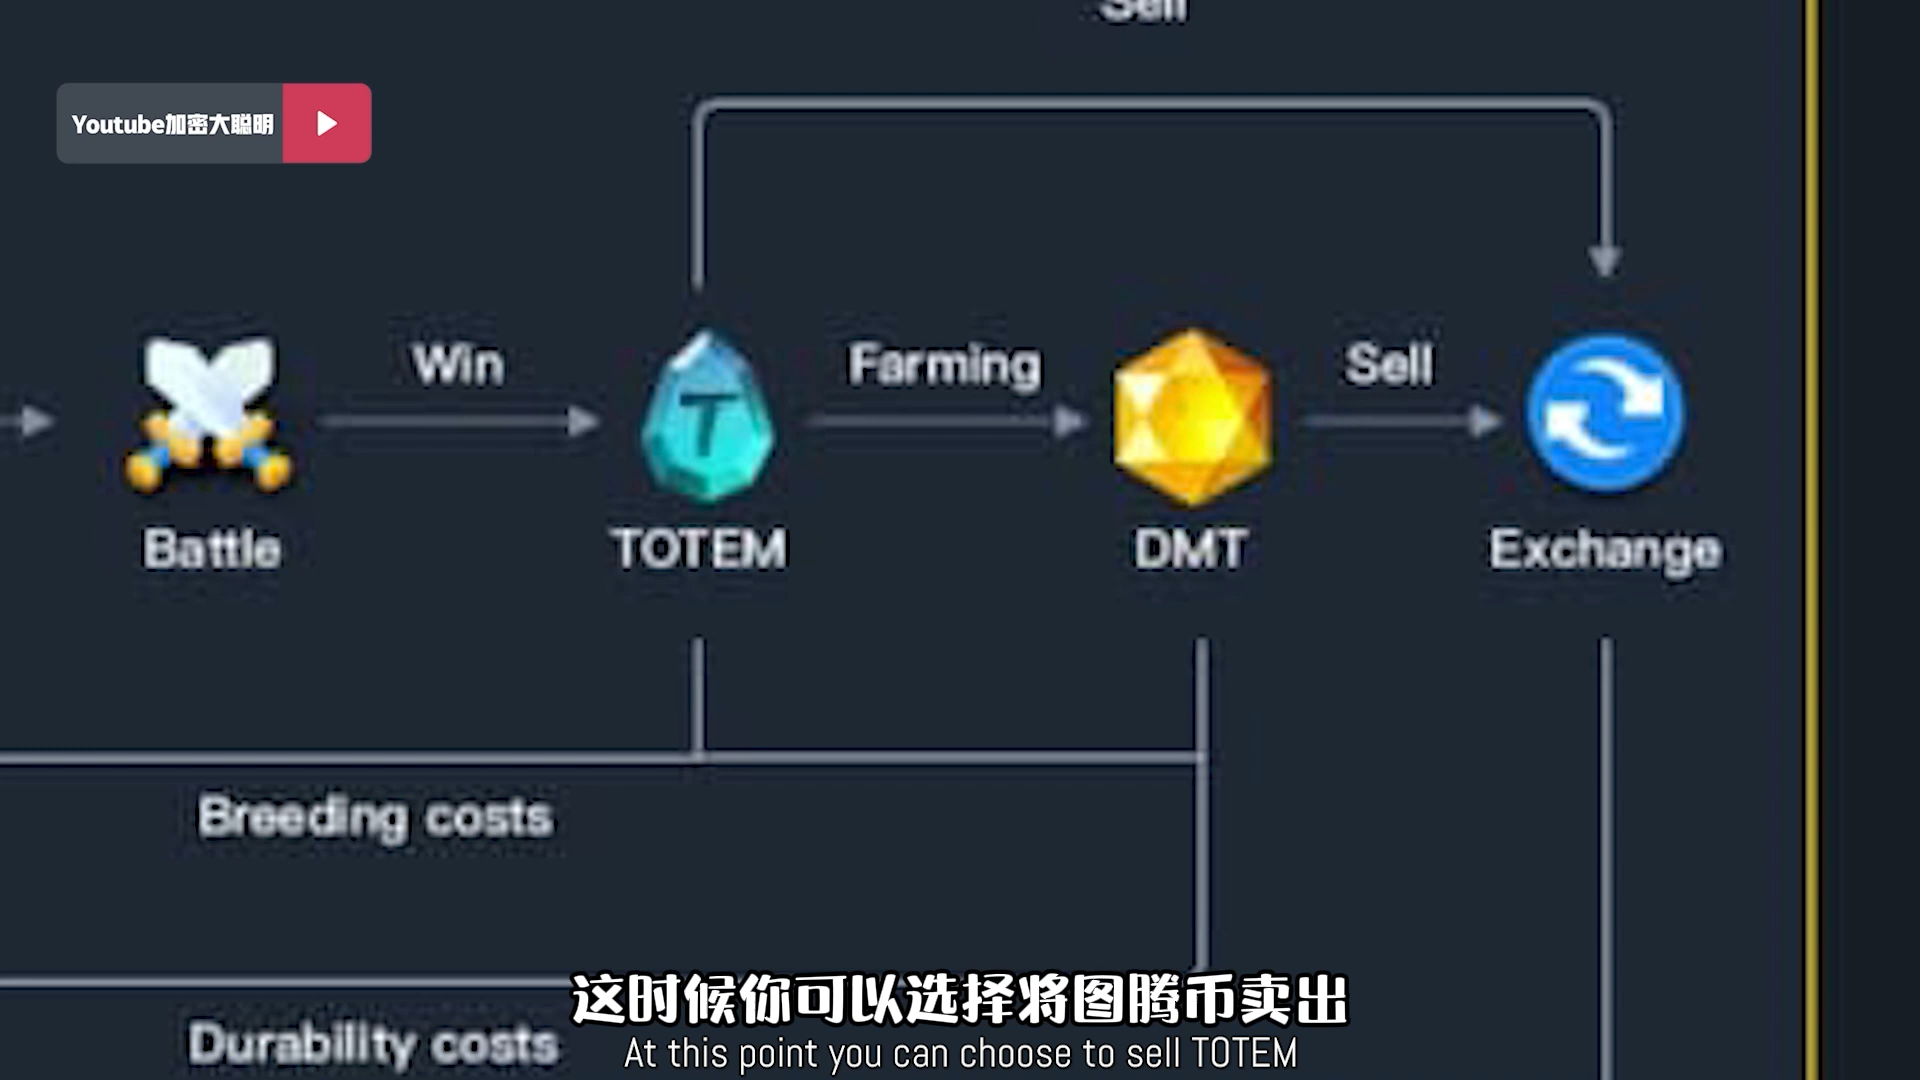 Sell
Youtube加密大聪明
Win
Farming
Sell
T
Battle
TOTEM
DMT
Exchange
Breeding costs
Durability costs
这时候你可以选择将图腾币卖出
At this point you can choose to sell TOTEM